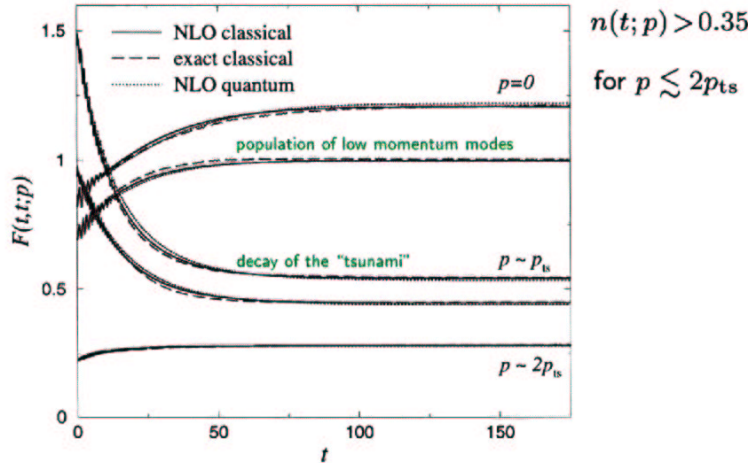 1.5
NLO classical
exact classical
NLO quantum
n(t; p) > 0.35
for p ≲ 2p_ts
p=0
population of low momentum modes
1
F(t,t;p)
decay of the "tsunami"
p ~ p_ts
0.5
p ~ 2p_ts
0
0 50 100 150
t